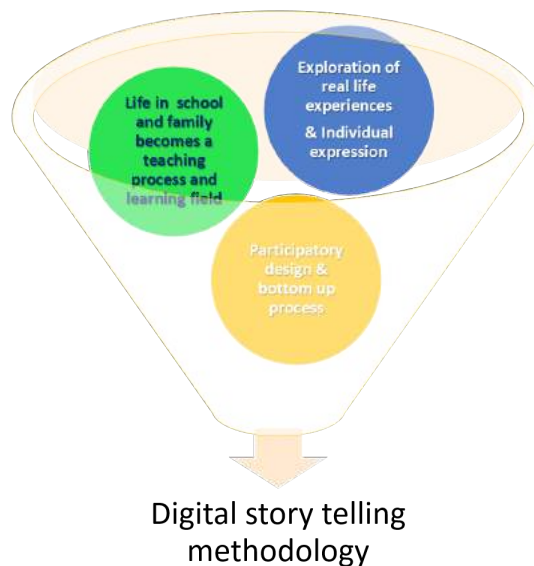 Life in school
and family
becomes a
teaching
process and
learning field
Exploration of
real life
experiences
& Individual
expression
Participatory
design &
bottom up
process
Digital story telling
methodology